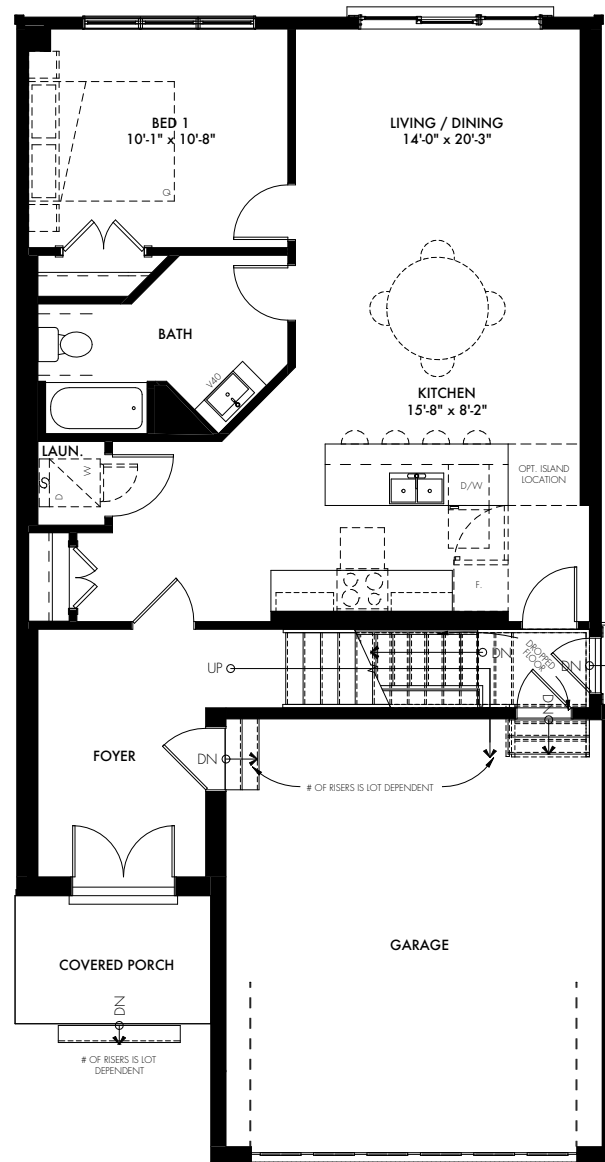 BED 1
10'-1" x 10'-8"
LIVING / DINING
14'-0" x 20'-3"
Q
BATH
V40
KITCHEN
15'-8" x 8'-2"
LAUN.
W
S
D
D/W
OPT. ISLAND
LOCATION
F.
UP
DN
DROPPED
FLOOR
DN
DN
FOYER
DN
# OF RISERS IS LOT DEPENDENT
GARAGE
COVERED PORCH
DN
# OF RISERS IS LOT
DEPENDENT